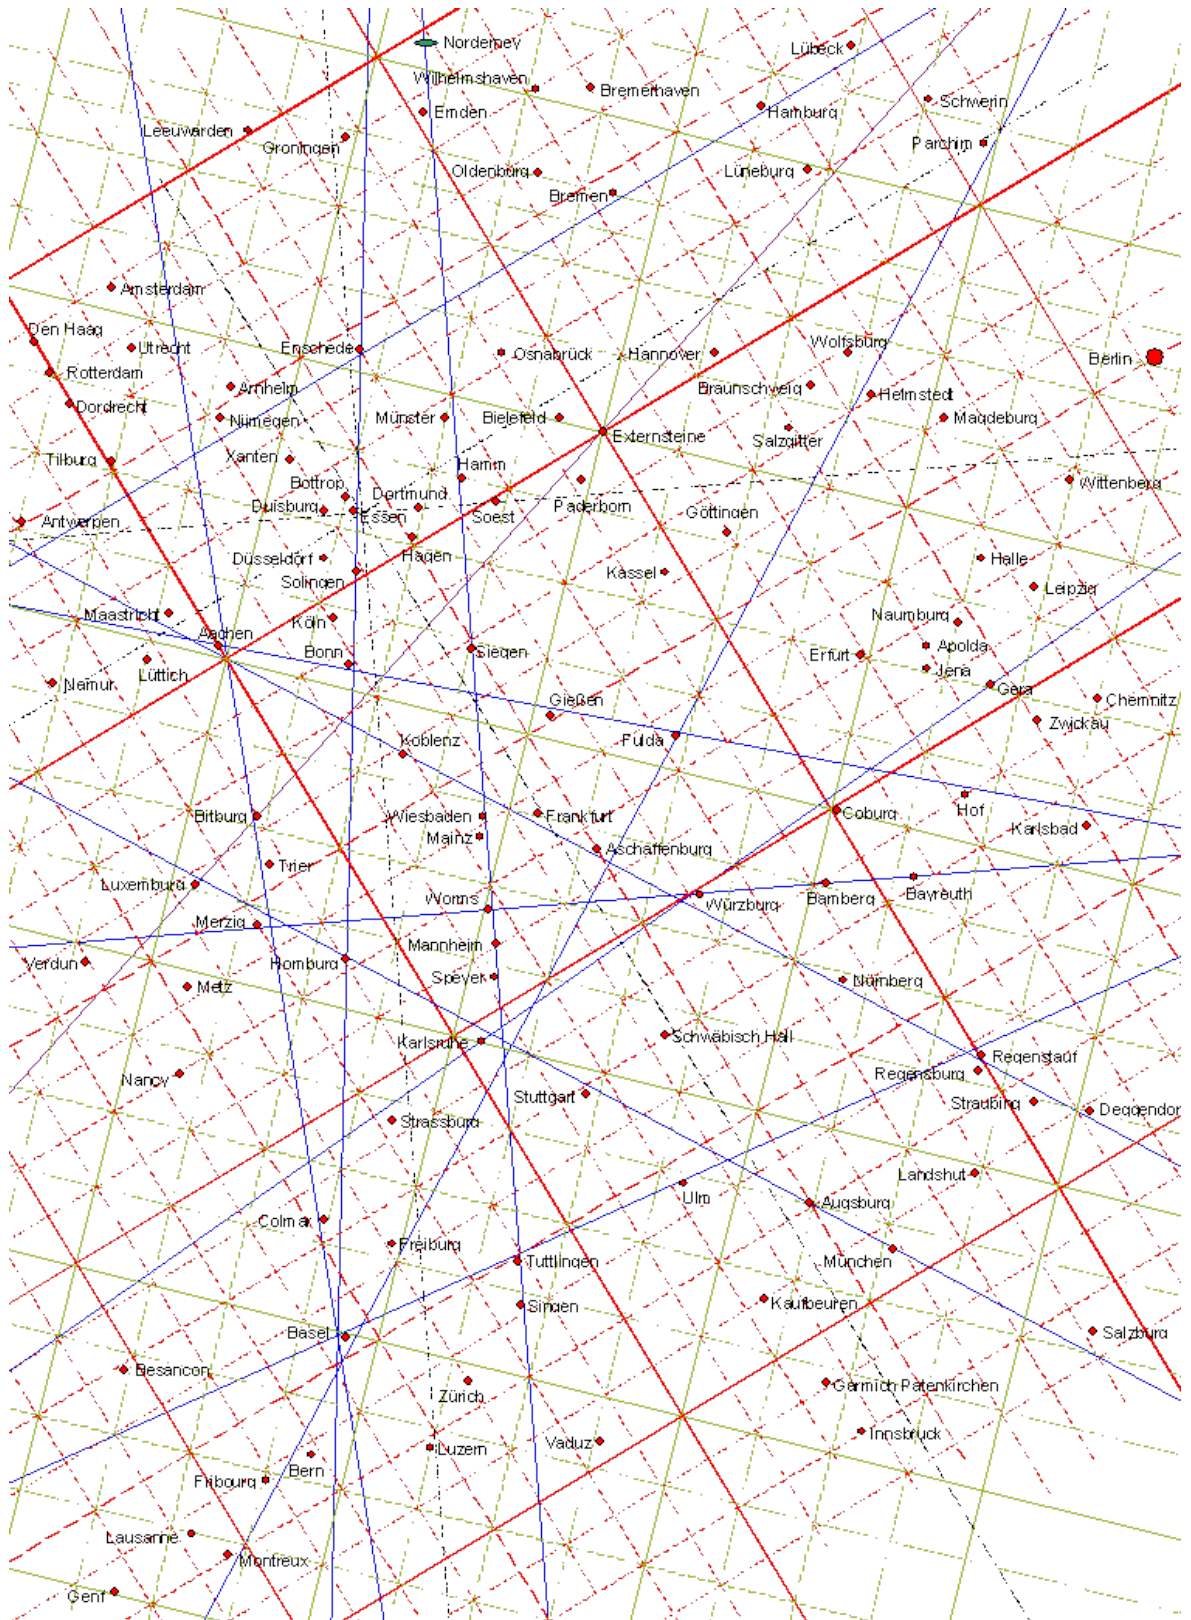 Norderney
Lübeck
Wilhelmshaven
Bremerhaven
Schwerin
Hamburg
Emden
Leeuwarden
Groningen
Parchim
Oldenburg
Lüneburg
Bremen
Amsterdam
Den Haag
Utrecht
Enschede
Osnabrück
Hannover
Wolfsburg
Berlin
Rotterdam
Arnheim
Braunschweig
Helmstedt
Dordrecht
Nijmegen
Münster
Bielefeld
Magdeburg
Externsteine
Salzgitter
Tilburg
Xanten
Hamm
Bottrop
Dortmund
Wittenberg
Duisburg
Essen
Soest
Paderborn
Göttingen
Antwerpen
Hagen
Düsseldorf
Solingen
Kassel
Halle
Leipzig
Maastricht
Köln
Naumburg
Aachen
Bonn
Siegen
Erfurt
Apolda
Lüttich
Jena
Namur
Gera
Chemnitz
Gießen
Zwickau
Koblenz
Fulda
Bitburg
Wiesbaden
Frankfurt
Coburg
Hof
Karlsbad
Mainz
Aschaffenburg
Trier
Luxemburg
Worms
Würzburg
Bamberg
Bayreuth
Merzig
Mannheim
Verdun
Homburg
Speyer
Nürnberg
Metz
Karlsruhe
Schwäbisch Hall
Regenstauf
Nancy
Regensburg
Stuttgart
Straubing
Deggendor
Strassburg
Landshut
Ulm
Augsburg
Colmar
Freiburg
Tuttlingen
München
Singen
Kaufbeuren
Basel
Salzburg
Besancon
Zürich
Garmich Patenkirchen
Innsbruck
Luzern
Vaduz
Bern
Fribourg
Lausanne
Montreux
Genf